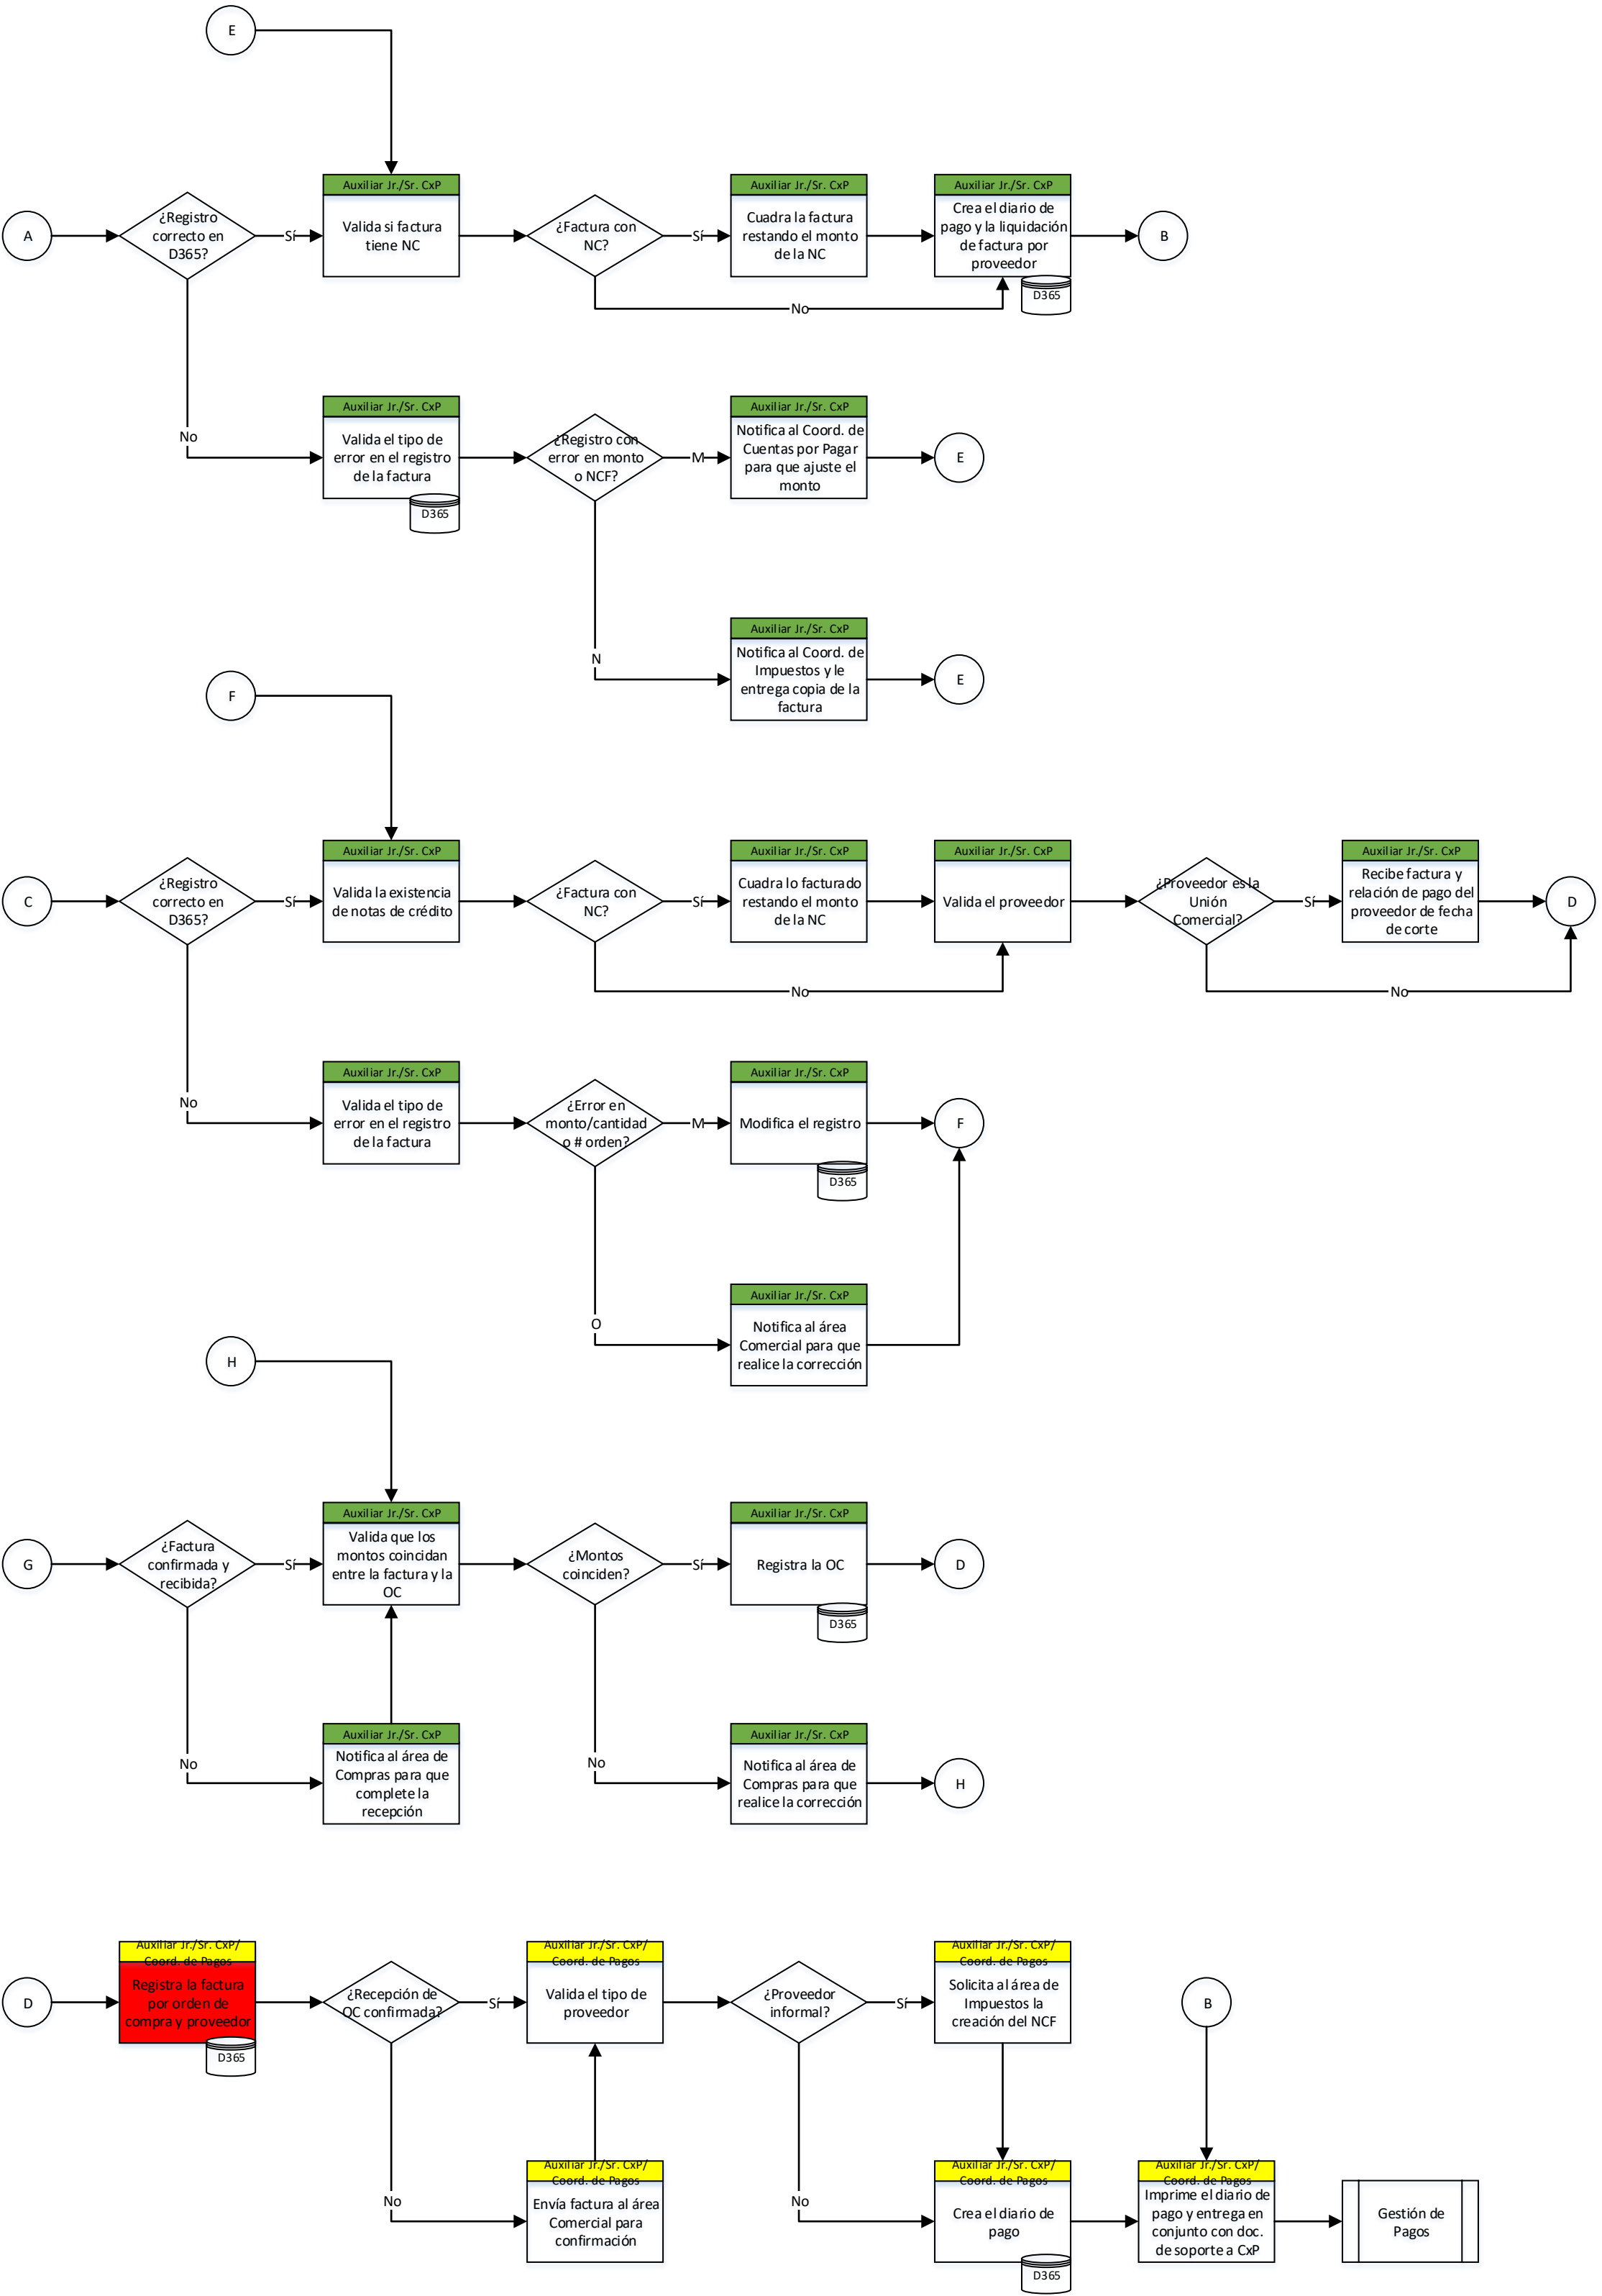 E
Auxiliar Jr./Sr. CxP
Auxiliar Jr./Sr. CxP
Auxiliar Jr./Sr. CxP
A
¿Registro
correcto en
D365?
Sí
Valida si factura
tiene NC
¿Factura con
NC?
Sí
Cuadra la factura
restando el monto
de la NC
Crea el diario de
pago y la liquidación
de factura por
proveedor
B
D365
No
No
Auxiliar Jr./Sr. CxP
Valida el tipo de
error en el registro
de la factura
D365
¿Registro con
error en monto
o NCF?
M
Auxiliar Jr./Sr. CxP
Notifica al Coord. de
Cuentas por Pagar
para que ajuste el
monto
E
N
Auxiliar Jr./Sr. CxP
Notifica al Coord. de
Impuestos y le
entrega copia de la
factura
E
F
C
¿Registro
correcto en
D365?
Sí
Auxiliar Jr./Sr. CxP
Valida la existencia
de notas de crédito
¿Factura con
NC?
Sí
Auxiliar Jr./Sr. CxP
Cuadra lo facturado
restando el monto
de la NC
Auxiliar Jr./Sr. CxP
Valida el proveedor
¿Proveedor es la
Unión
Comercial?
Sí
Auxiliar Jr./Sr. CxP
Recibe factura y
relación de pago del
proveedor de fecha
de corte
D
No
No
No
Auxiliar Jr./Sr. CxP
Valida el tipo de
error en el registro
de la factura
¿Error en
monto/cantidad
o # orden?
M
Auxiliar Jr./Sr. CxP
Modifica el registro
D365
F
O
Auxiliar Jr./Sr. CxP
Notifica al área
Comercial para que
realice la corrección
H
G
¿Factura
confirmada y
recibida?
Sí
Auxiliar Jr./Sr. CxP
Valida que los
montos coincidan
entre la factura y la
OC
¿Montos
coinciden?
Sí
Auxiliar Jr./Sr. CxP
Registra la OC
D365
D
No
Auxiliar Jr./Sr. CxP
Notifica al área de
Compras para que
complete la
recepción
No
Auxiliar Jr./Sr. CxP
Notifica al área de
Compras para que
realice la corrección
H
D
Auxiliar Jr./Sr. CxP/
Coord. de Pagos
Registra la factura
por orden de
compra y proveedor
D365
¿Recepción de
OC confirmada?
Sí
Auxiliar Jr./Sr. CxP/
Coord. de Pagos
Valida el tipo de
proveedor
¿Proveedor
informal?
Sí
Auxiliar Jr./Sr. CxP/
Coord. de Pagos
Solicita al área de
Impuestos la
creación del NCF
B
No
Auxiliar Jr./Sr. CxP/
Coord. de Pagos
Envía factura al área
Comercial para
confirmación
No
Auxiliar Jr./Sr. CxP/
Coord. de Pagos
Crea el diario de
pago
D365
Auxiliar Jr./Sr. CxP/
Coord. de Pagos
Imprime el diario de
pago y entrega en
conjunto con doc.
de soporte a CxP
Gestión de
Pagos